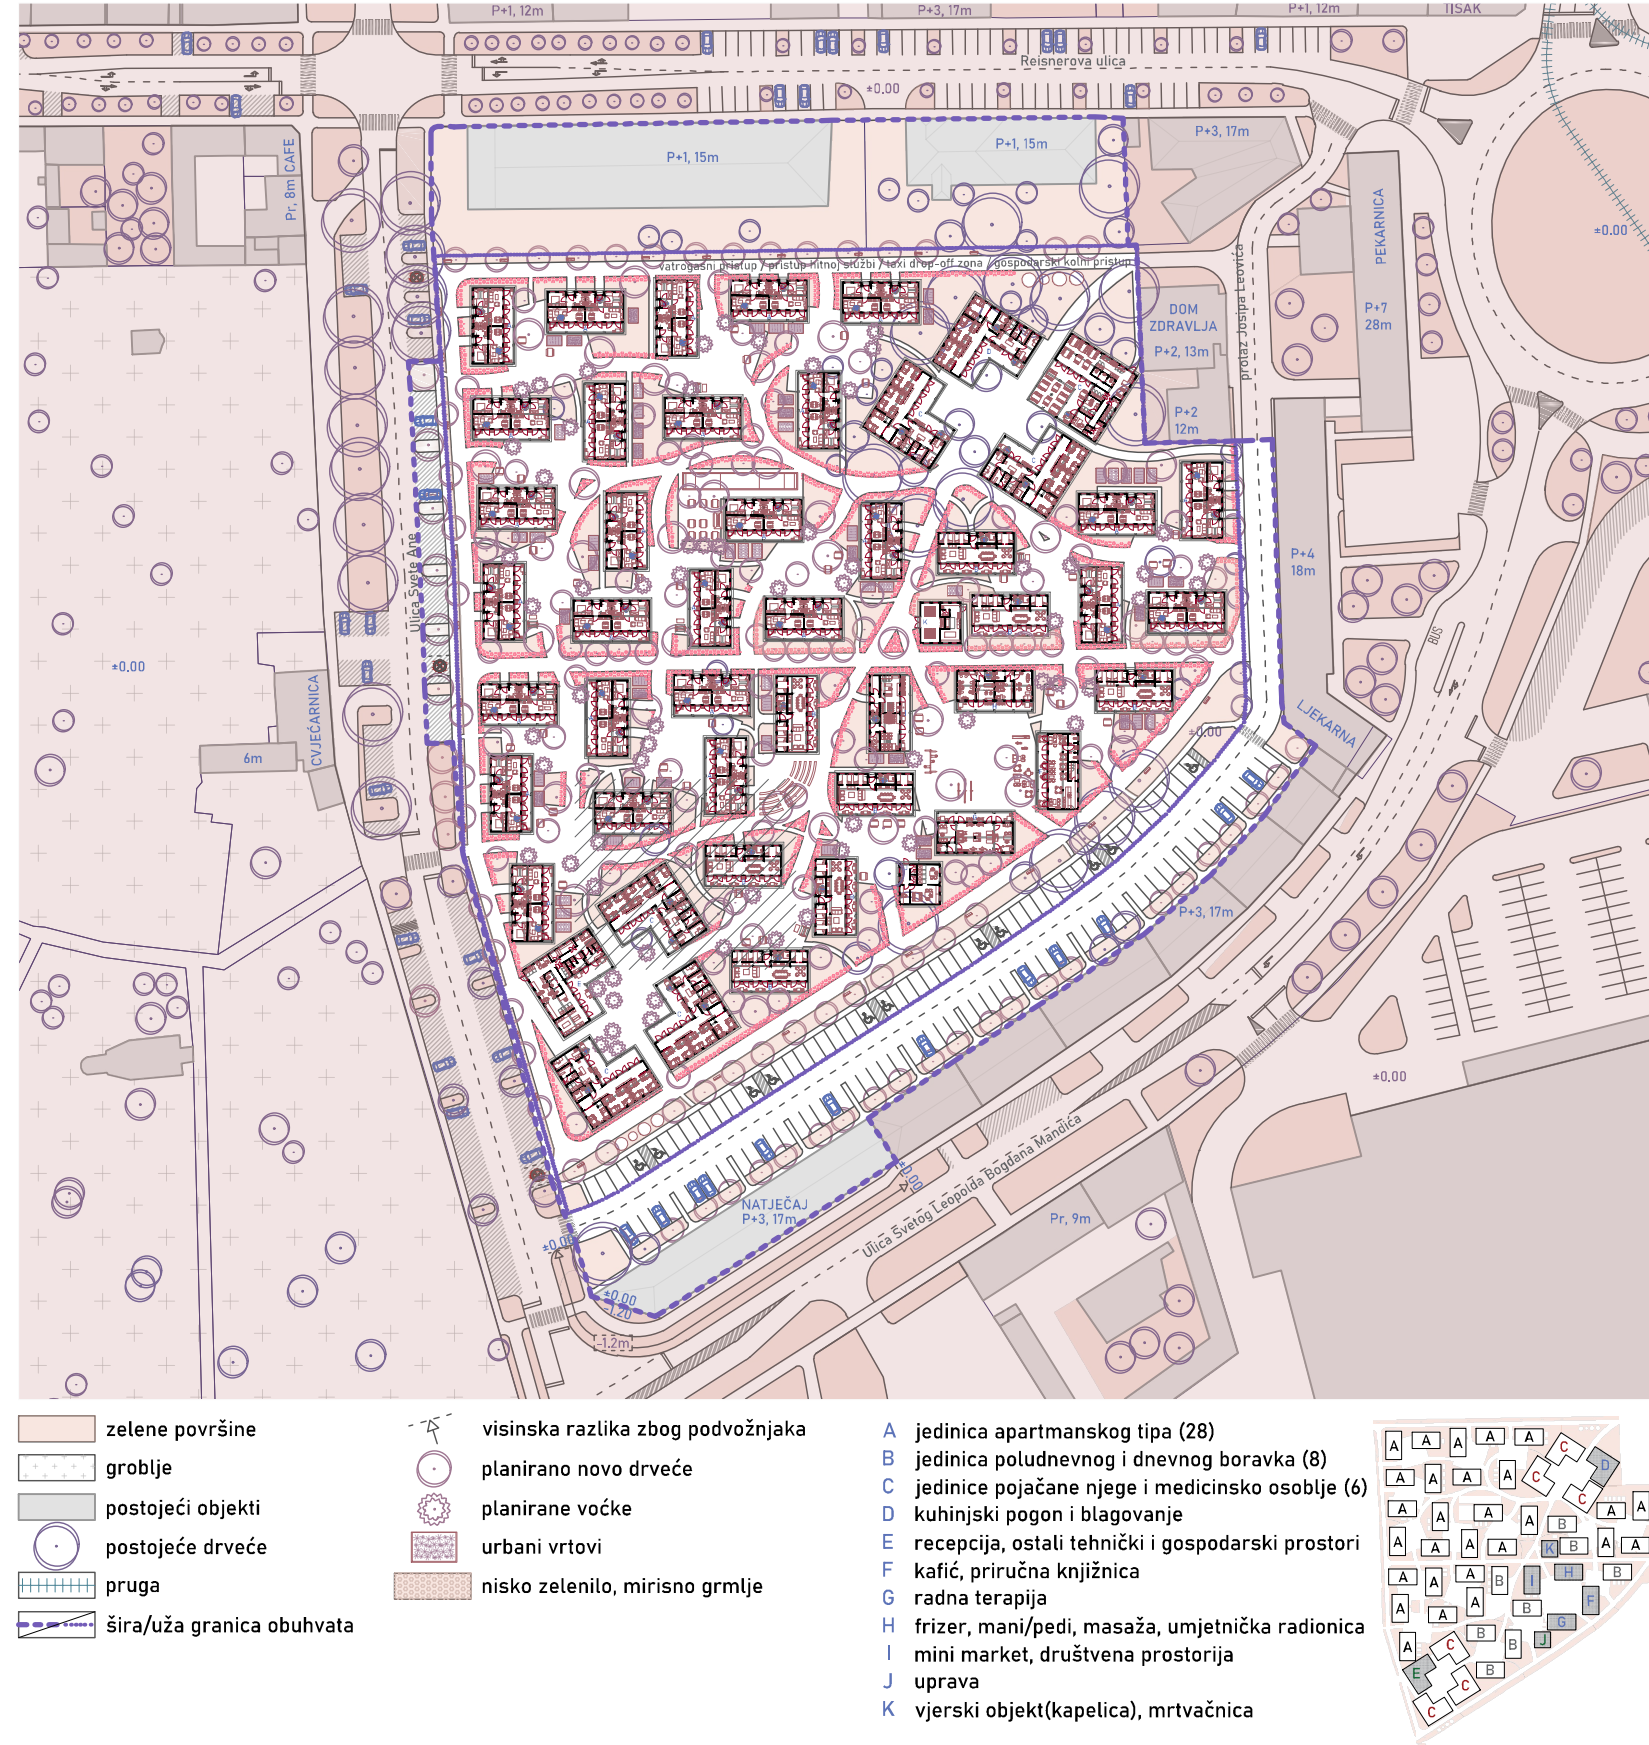 P+1, 12m
P+3, 17m
P+1, 12m
TISAK
Reisnerova ulica
±0.00
Pr, 8m CAFE
P+1, 15m
P+1, 15m
P+3, 17m
PEKARNICA
P+7
28m
±0.00
vatrogasni pristup / pristup hitnoj službi / taxi drop-off zona / gospodarski kolni pristup
DOM
ZDRAVLJA
P+2, 13m
P+2
12m
prolaz Josipa Leovića
Ulica Svete Ane
P+4
18m
BUS
±0.00
CVJEĆARNICA
6m
LJEKARNA
±0.00
P+3, 17m
±0.00
NATJEČAJ
P+3, 17m
±0.00
Ulica Svetog Leopolda Bogdana Mandića
Pr, 9m
±0.00
±0.00
-1.20
-1.2m
zelene površine
groblje
postojeći objekti
postojeće drveće
pruga
šira/uža granica obuhvata
visinska razlika zbog podvožnjaka
planirano novo drveće
planirane voćke
urbani vrtovi
nisko zelenilo, mirisno grmlje
A jedinica apartmanskog tipa (28)
B jedinica poludnevnog i dnevnog boravka (8)
C jedinice pojačane njege i medicinsko osoblje (6)
D kuhinjski pogon i blagovanje
E recepcija, ostali tehnički i gospodarski prostori
F kafić, priručna knjižnica
G radna terapija
H frizer, mani/pedi, masaža, umjetnička radionica
I mini market, društvena prostorija
J uprava
K vjerski objekt(kapelica), mrtvačnica
A A A A A C D
A A A A C C
A A A A B A A
A A A A K B A A
A A A B I H B
A A A B G F
A C B B J
E C B
C